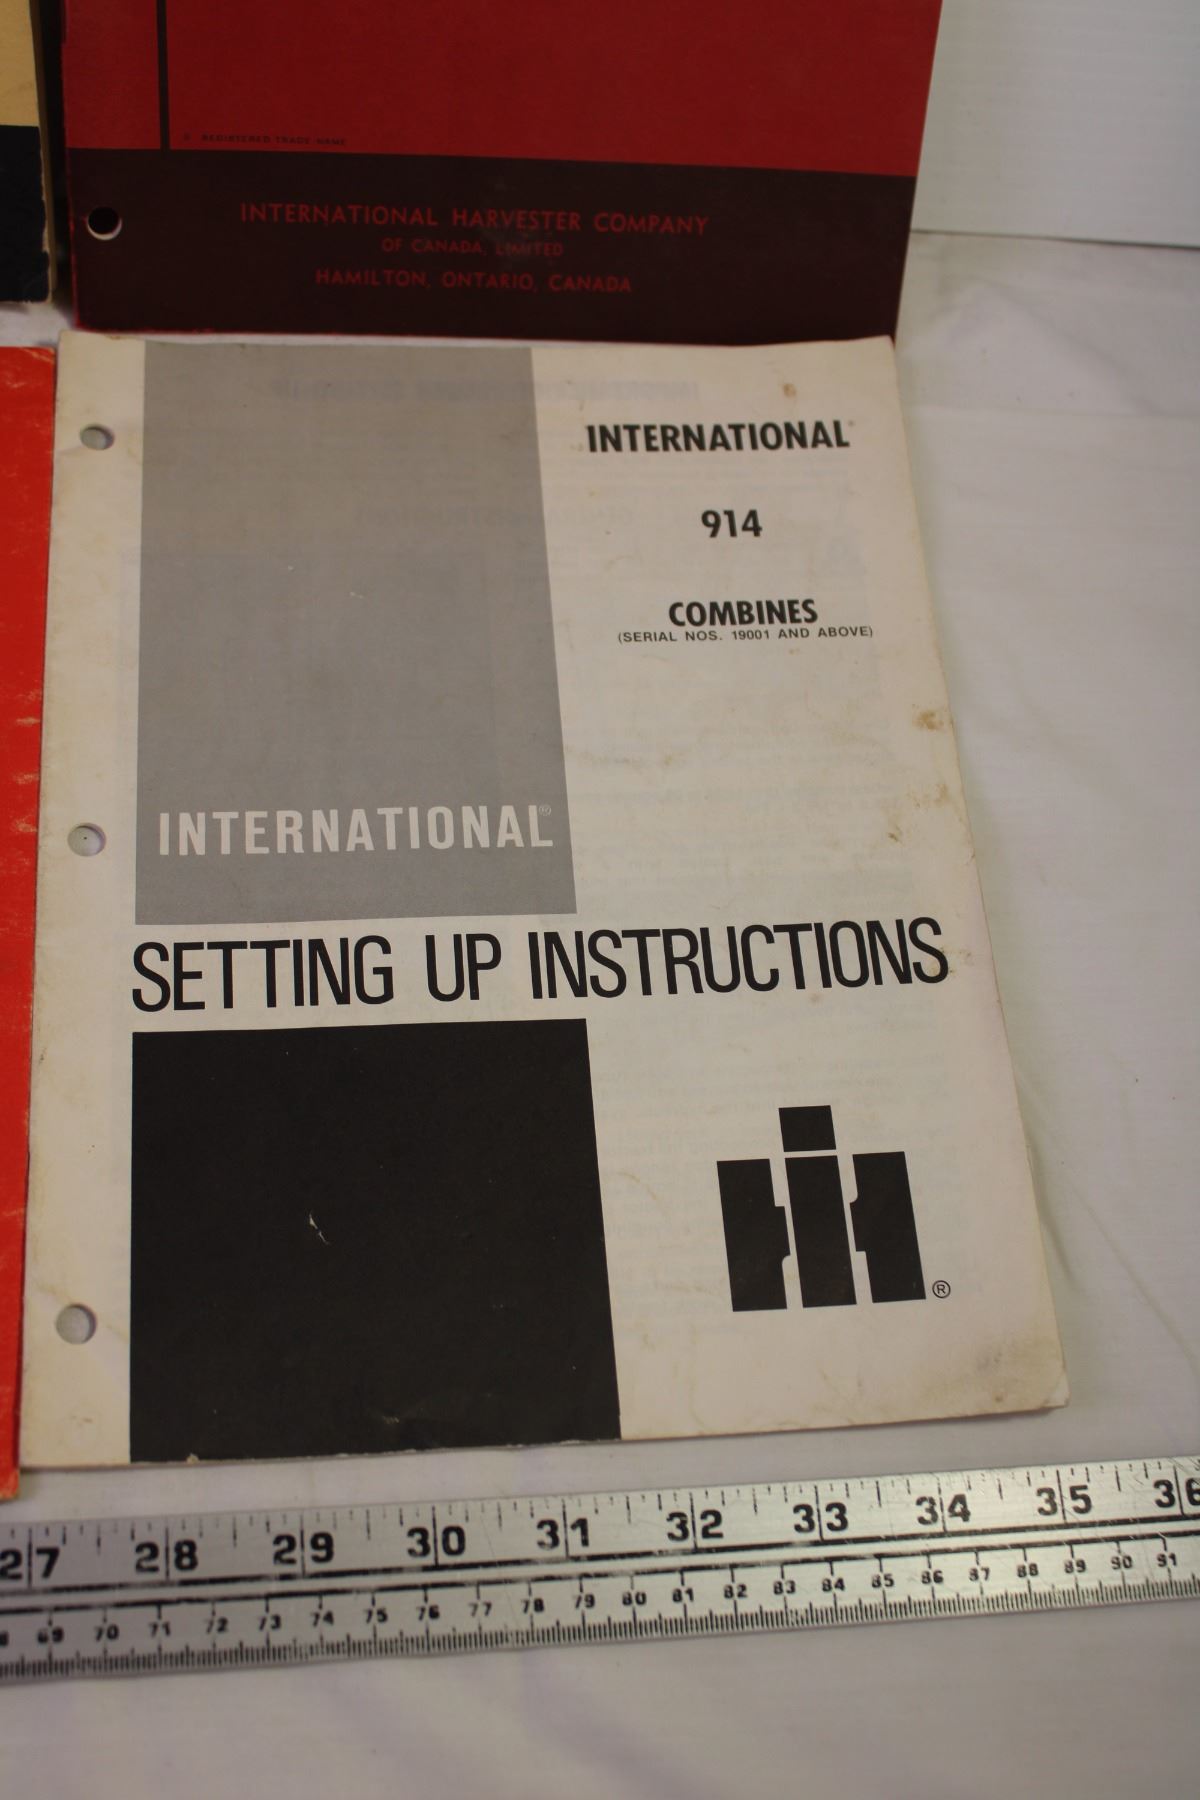 ® REGISTERED TRADE NAME
INTERNATIONAL HARVESTER COMPANY
OF CANADA, LIMITED
HAMILTON, ONTARIO, CANADA
INTERNATIONAL
914
COMBINES
(SERIAL NOS. 19001 AND ABOVE)
INTERNATIONAL®
SETTING UP INSTRUCTIONS
IH ®
27 28 29 30 31 32 33 34 35 36
69 70 71 72 73 74 75 76 77 78 79 80 81 82 83 84 85 86 87 88 89 90 91